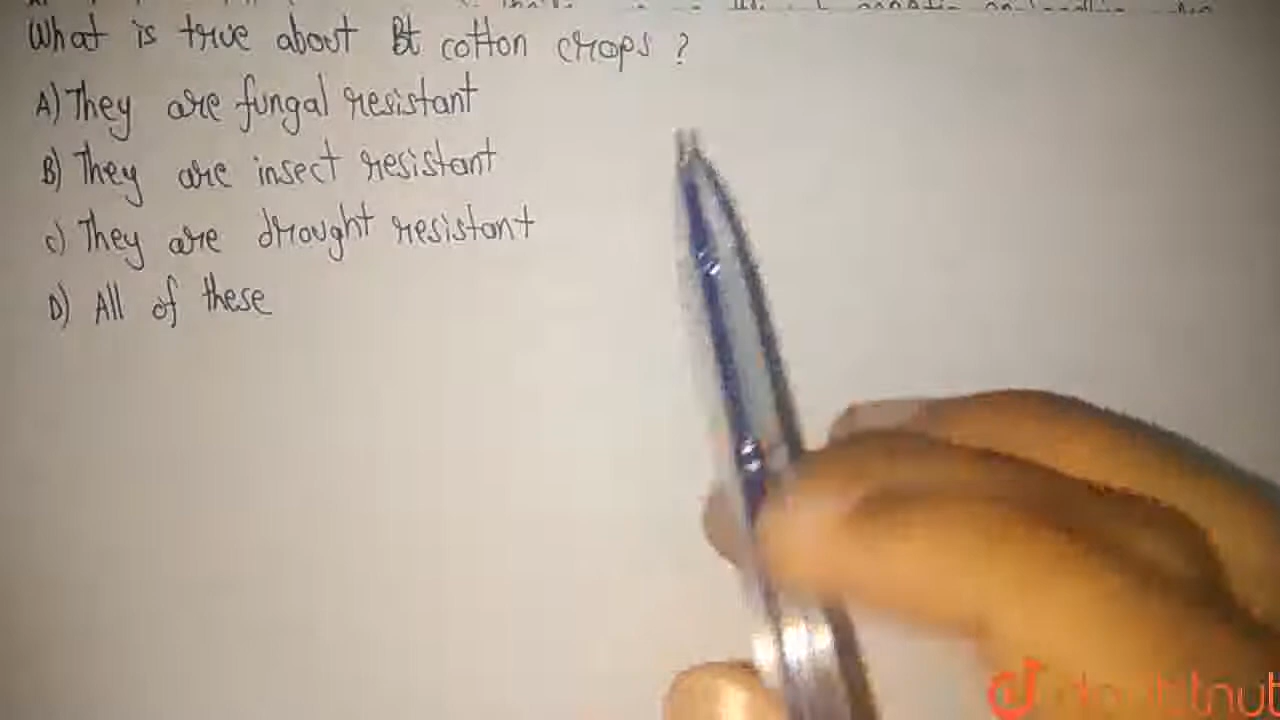 What is true about Bt cotton crops ?
A) They are fungal resistant
B) They are insect resistant
C) They are drought resistant
D) All of these
doubtnut